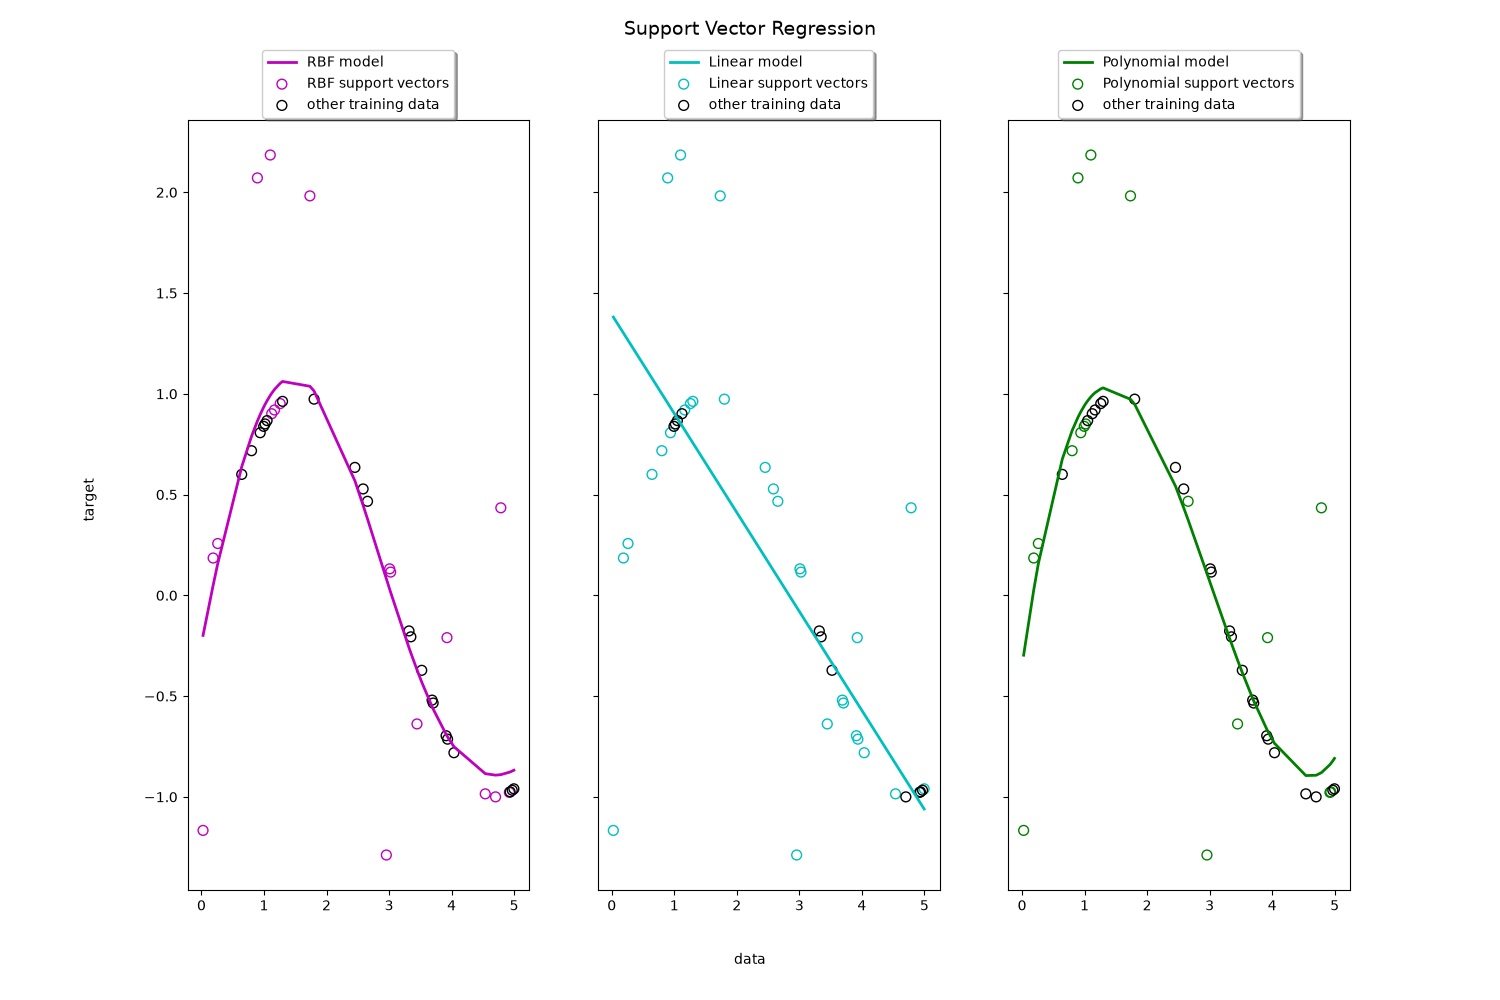 Support Vector Regression
RBF model
RBF support vectors
other training data
Linear model
Linear support vectors
other training data
Polynomial model
Polynomial support vectors
other training data
target
2.0
1.5
1.0
0.5
0.0
−0.5
−1.0
0 1 2 3 4 5
0 1 2 3 4 5
0 1 2 3 4 5
data